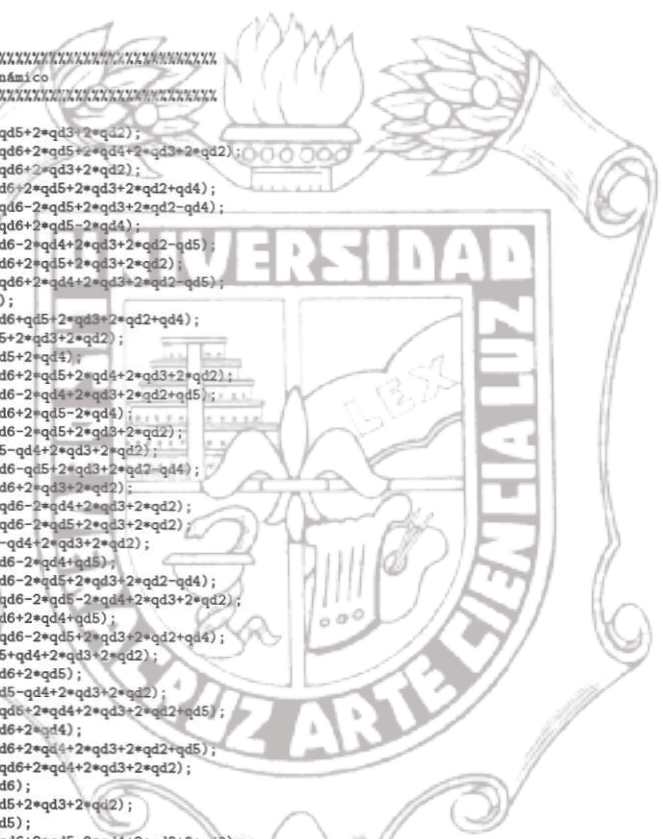 %%%%%%%%%%%%%%%%%%%%%%%%%%
námico
%%%%%%%%%%%%%%%%%%%%%%%%%%
qd5+2*qd3+2*qd2);
qd6+2*qd5+2*qd4+2*qd3+2*qd2);
qd6+2*qd3+2*qd2);
d6+2*qd5+2*qd3+2*qd2+qd4);
d6-2*qd5+2*qd3+2*qd2-qd4);
qd6+2*qd5-2*qd4);
d6-2*qd4+2*qd3+2*qd2-qd5);
d6+2*qd5+2*qd3+2*qd2);
qd6+2*qd4+2*qd3+2*qd2-qd5);
);
d6+qd5+2*qd3+2*qd2+qd4);
5+2*qd3+2*qd2);
d5+2*qd4);
d6+2*qd5+2*qd4+2*qd3+2*qd2);
d6-2*qd4+2*qd3+2*qd2+qd5);
qd6+2*qd5-2*qd4);
d6-2*qd5+2*qd3+2*qd2);
5-qd4+2*qd3+2*qd2);
d6-qd5+2*qd3+2*qd2-qd4);
d6+2*qd3+2*qd2);
qd6-2*qd4+2*qd3+2*qd2);
qd6-2*qd5+2*qd3+2*qd2);
-qd4+2*qd3+2*qd2);
d6-2*qd4+qd5);
d6-2*qd5+2*qd3+2*qd2-qd4);
qd6-2*qd5-2*qd4+2*qd3+2*qd2);
d6+2*qd4+qd5);
qd6-2*qd5+2*qd3+2*qd2+qd4);
5+qd4+2*qd3+2*qd2);
d6+2*qd5);
d5-qd4+2*qd3+2*qd2);
qd5+2*qd4+2*qd3+2*qd2+qd5);
d6+2*qd4);
d6+2*qd4+2*qd3+2*qd2+qd5);
qd6+2*qd4+2*qd3+2*qd2);
d6);
d5+2*qd3+2*qd2);
d5);
UNIVERSIDAD
VERACRUZ ARTE CIENCIA LUZ
LEX